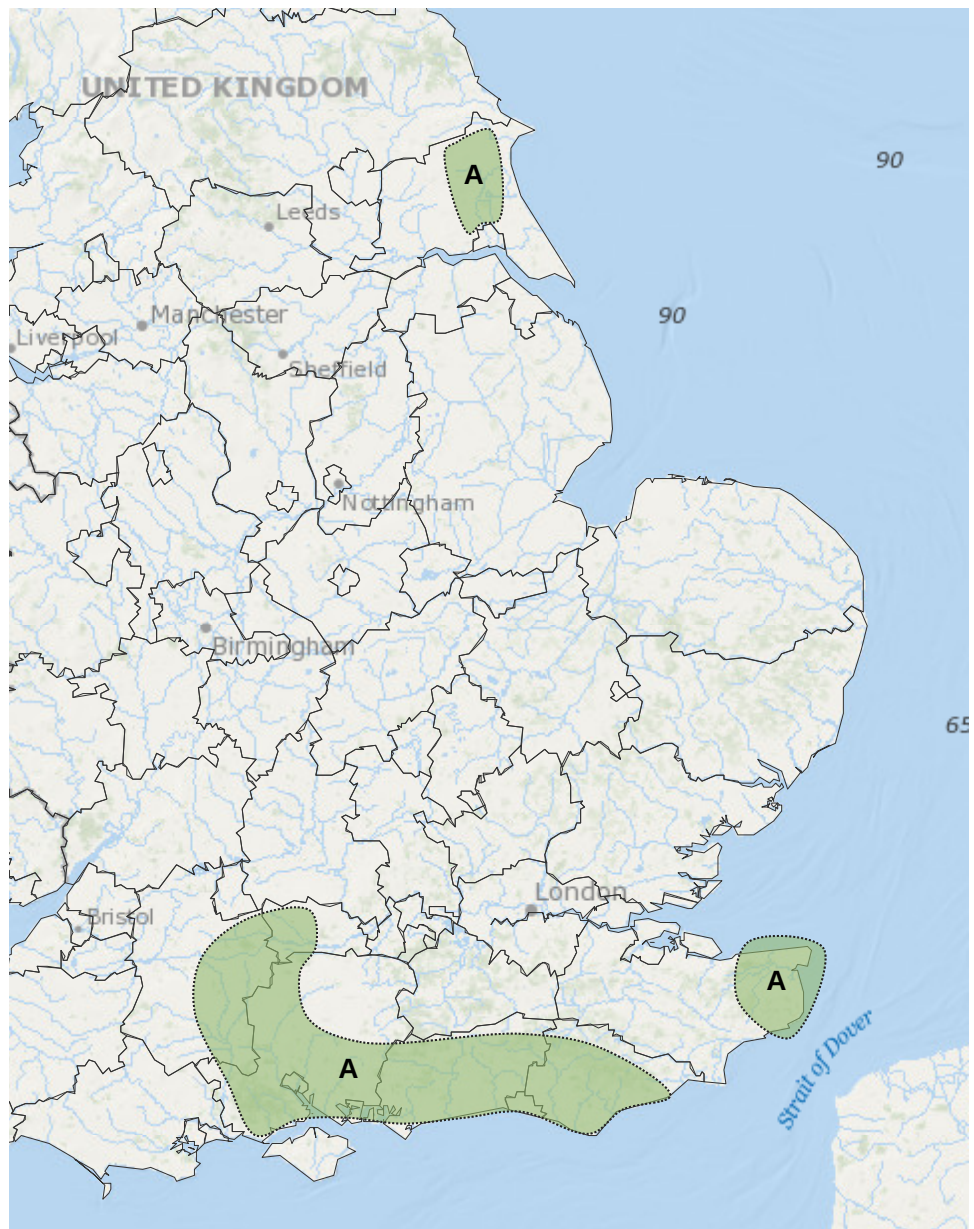 UNITED KINGDOM
90
A
Leeds
90
Manchester
Liverpool
Sheffield
Nottingham
Birmingham
65
London
Bristol
A
Strait of Dover
A